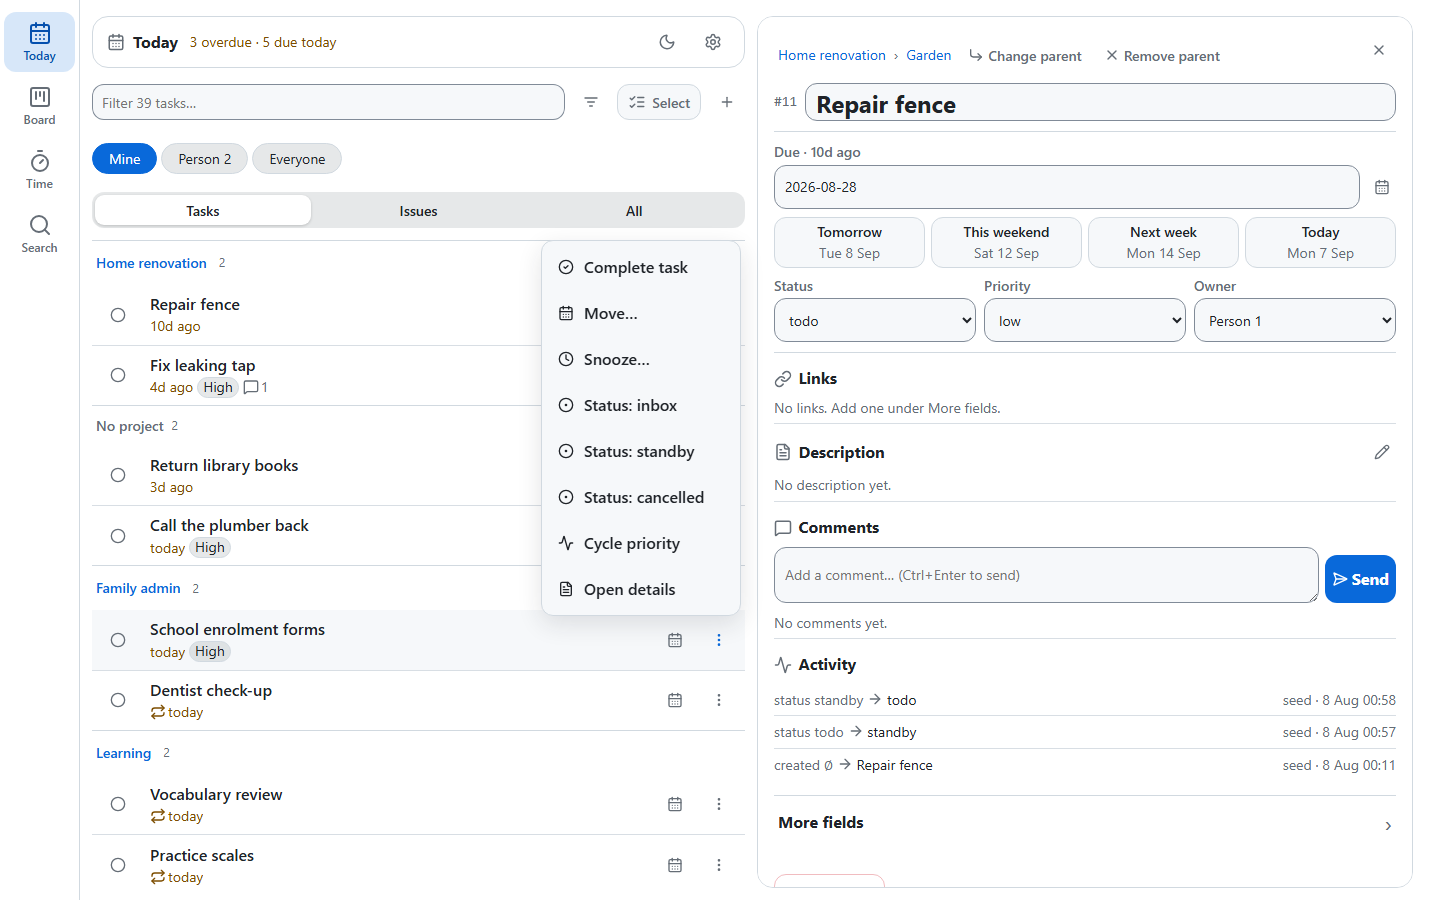 Today
Board
Time
Search
Today 3 overdue · 5 due today
Filter 39 tasks...
Select
Mine
Person 2
Everyone
Tasks
Issues
All
Home renovation 2
Repair fence
10d ago
Fix leaking tap
4d ago High 1
No project 2
Return library books
3d ago
Call the plumber back
today High
Family admin 2
School enrolment forms
today High
Dentist check-up
today
Learning 2
Vocabulary review
today
Practice scales
today
Complete task
Move...
Snooze...
Status: inbox
Status: standby
Status: cancelled
Cycle priority
Open details
Home renovation › Garden Change parent Remove parent
#11 Repair fence
Due · 10d ago
2026-08-28
Tomorrow
Tue 8 Sep
This weekend
Sat 12 Sep
Next week
Mon 14 Sep
Today
Mon 7 Sep
Status
todo
Priority
low
Owner
Person 1
Links
No links. Add one under More fields.
Description
No description yet.
Comments
Add a comment... (Ctrl+Enter to send)
Send
No comments yet.
Activity
status standby → todo seed · 8 Aug 00:58
status todo → standby seed · 8 Aug 00:57
created ∅ → Repair fence seed · 8 Aug 00:11
More fields